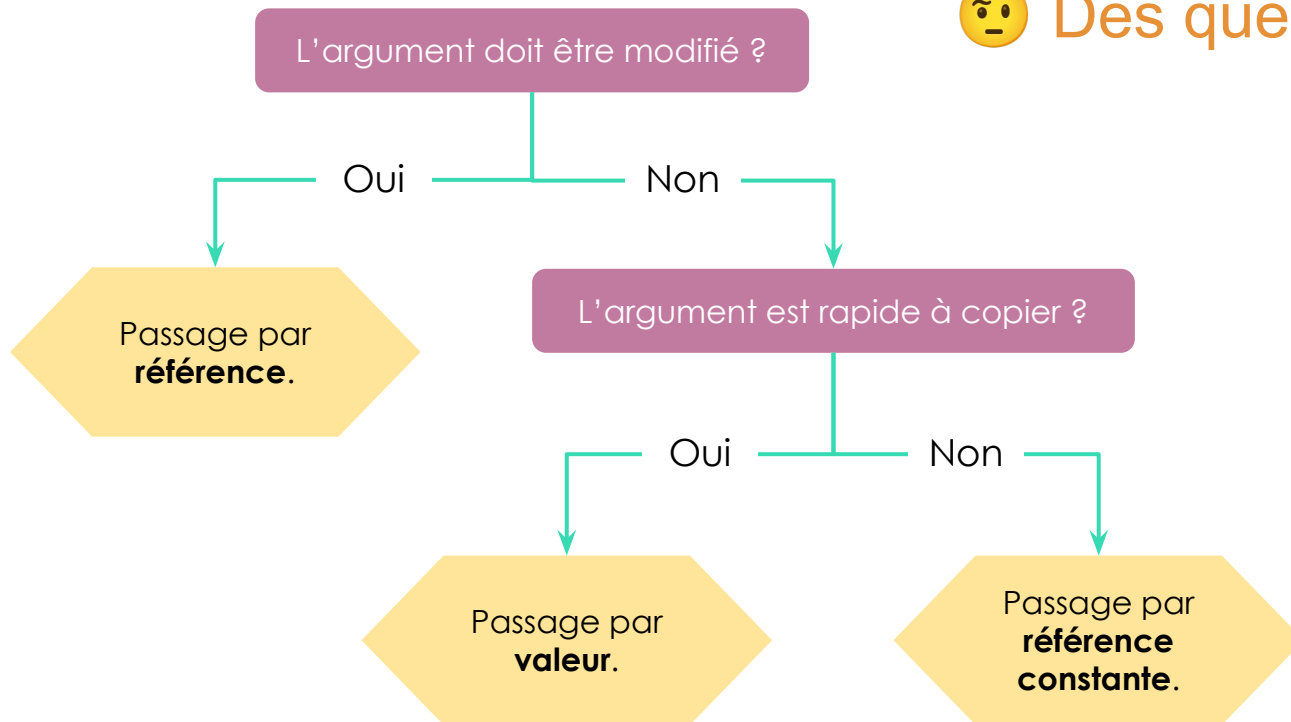 🤨 Des que
L’argument doit être modifié ?
Oui
Non
Passage par
référence.
L’argument est rapide à copier ?
Oui
Non
Passage par
valeur.
Passage par
référence
constante.